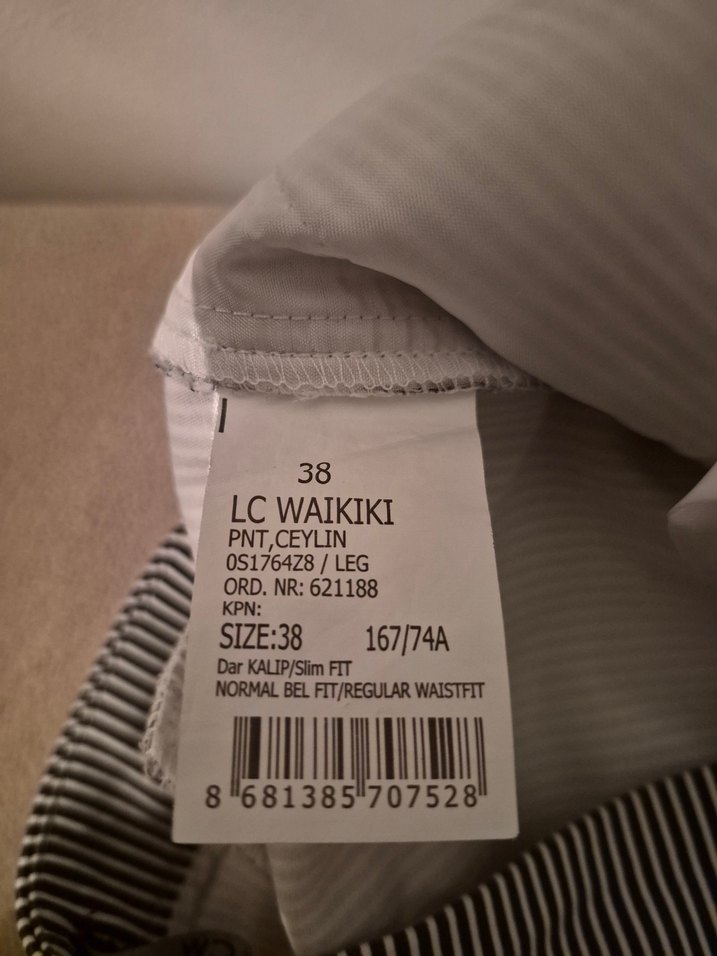 38
LC WAIKIKI
PNT,CEYLIN
0S1764Z8 / LEG
ORD. NR: 621188
KPN:
SIZE:38 167/74A
Dar KALIP/Slim FIT
NORMAL BEL FIT/REGULAR WAISTFIT
8 681385 707528